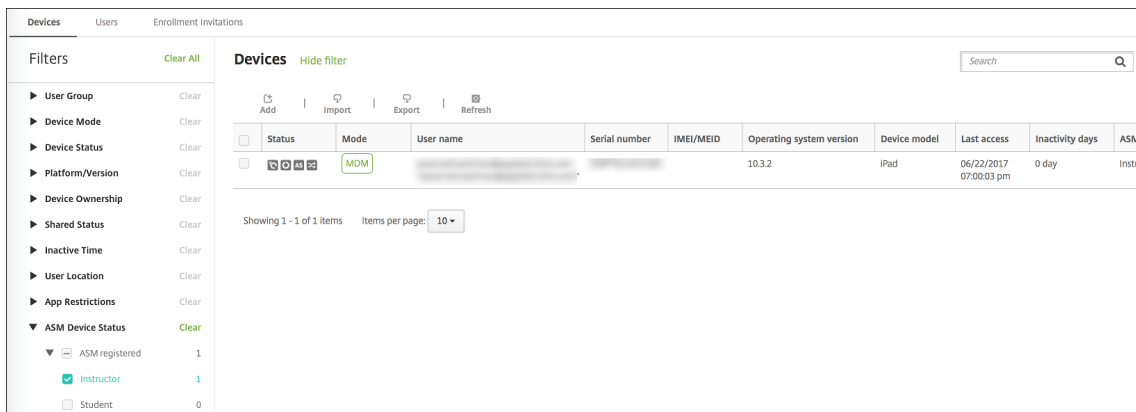 Devices Users Enrollment Invitations
Filters Clear All
Devices Hide filter
Search
User Group Clear
Device Mode Clear
Device Status Clear
Platform/Version Clear
Device Ownership Clear
Shared Status Clear
Inactive Time Clear
User Location Clear
App Restrictions Clear
ASM Device Status Clear
ASM registered 1
Instructor 1
Student 0
Add | Import | Export | Refresh
Status Mode User name Serial number IMEI/MEID Operating system version Device model Last access Inactivity days ASM
AS MDM 10.3.2 iPad 06/22/2017 0 day Instr
07:00:03 pm
Showing 1 - 1 of 1 items Items per page: 10